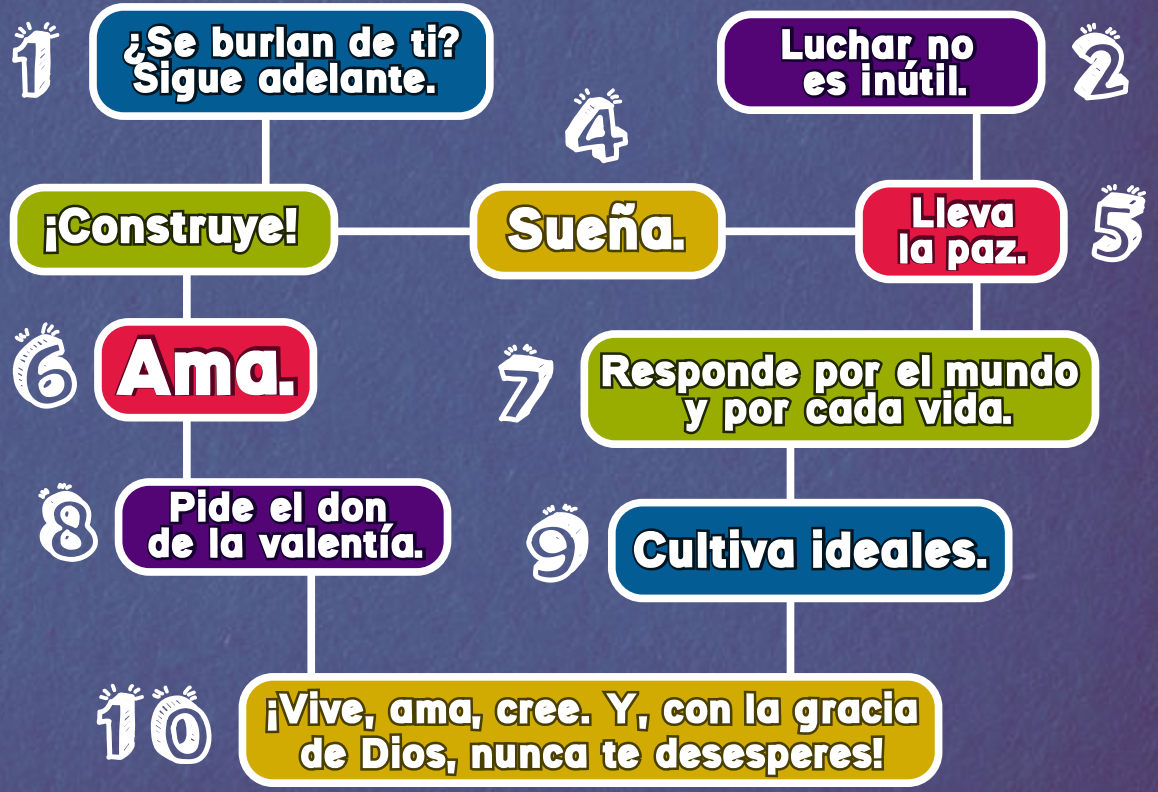 1
¿Se burlan de ti?
Sigue adelante.
Luchar no
es inútil.
2
¡Construye!
4
Sueña.
Lleva
la paz.
5
6
Ama.
7
Responde por el mundo
y por cada vida.
8
Pide el don
de la valentía.
9
Cultiva ideales.
10
¡Vive, ama, cree. Y, con la gracia
de Dios, nunca te desesperes!